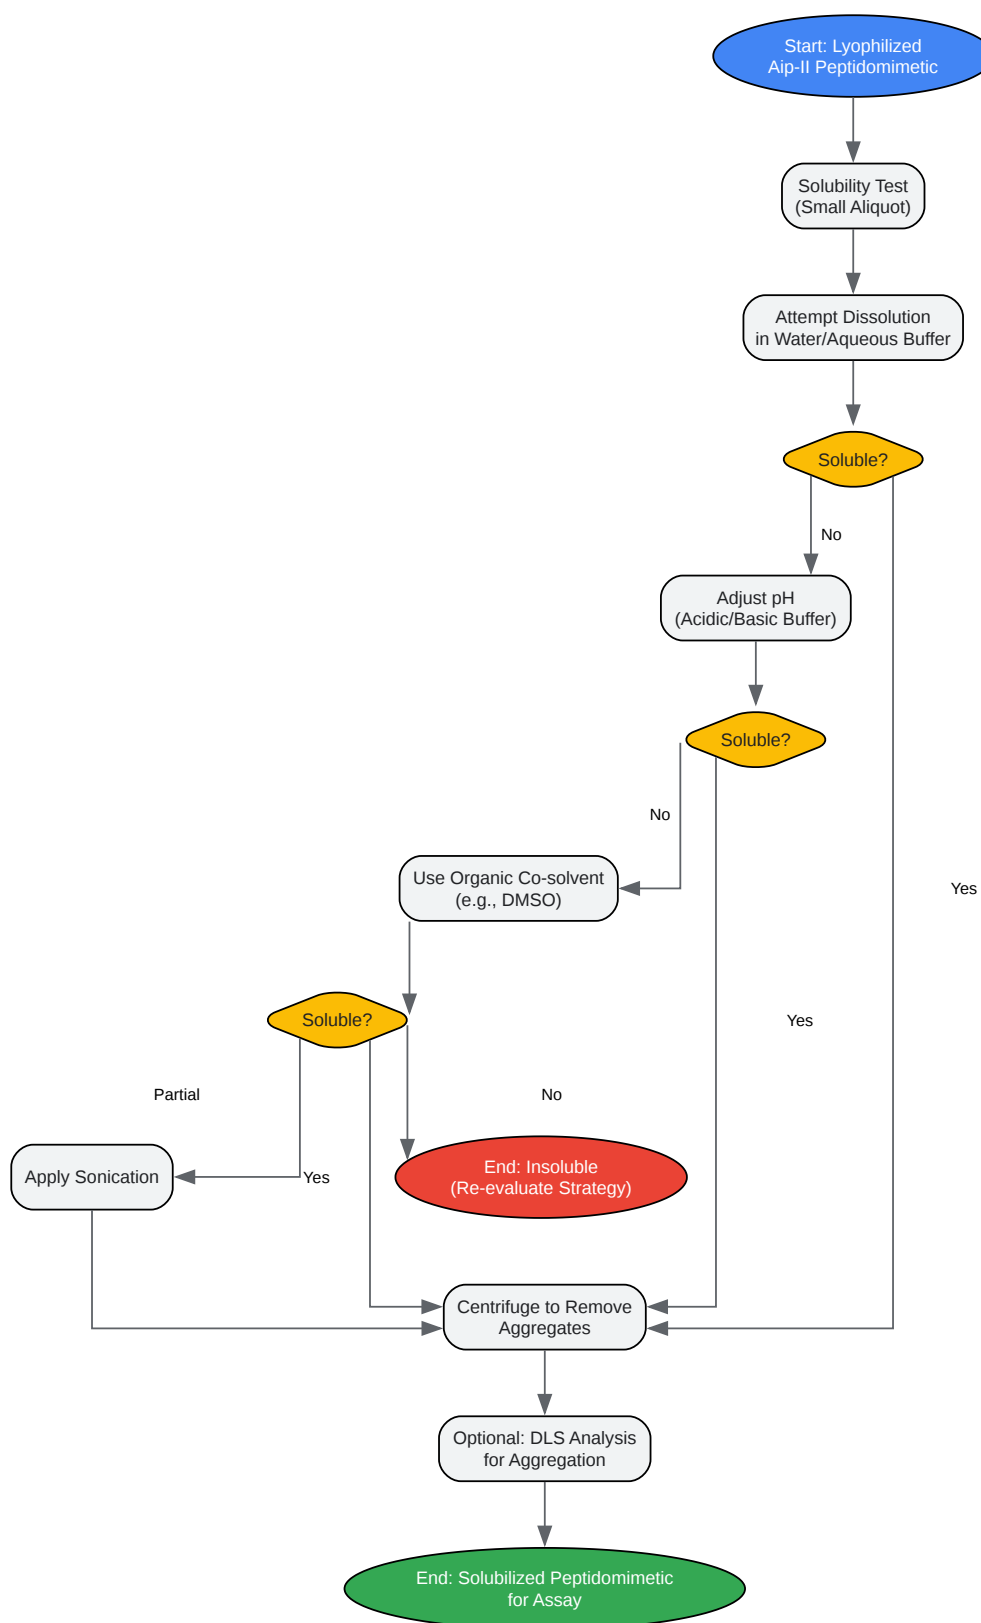 Start: Lyophilized
Aip-II Peptidomimetic
Solubility Test
(Small Aliquot)
Attempt Dissolution
in Water/Aqueous Buffer
Soluble?
No
Adjust pH
(Acidic/Basic Buffer)
Soluble?
No
Use Organic Co-solvent
(e.g., DMSO)
Yes
Soluble?
Yes
Partial
No
Apply Sonication
Yes
End: Insoluble
(Re-evaluate Strategy)
Centrifuge to Remove
Aggregates
Optional: DLS Analysis
for Aggregation
End: Solubilized Peptidomimetic
for Assay